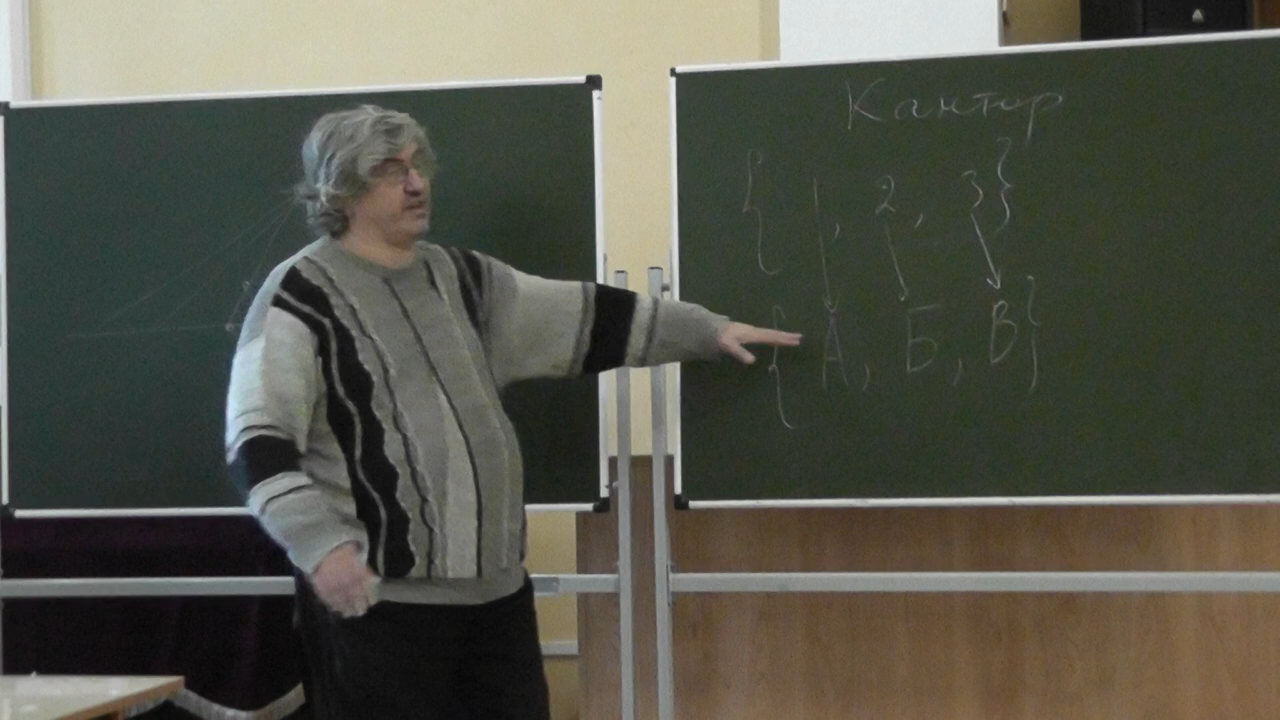 Кантор
{1, 2, 3}
{А, Б, В}